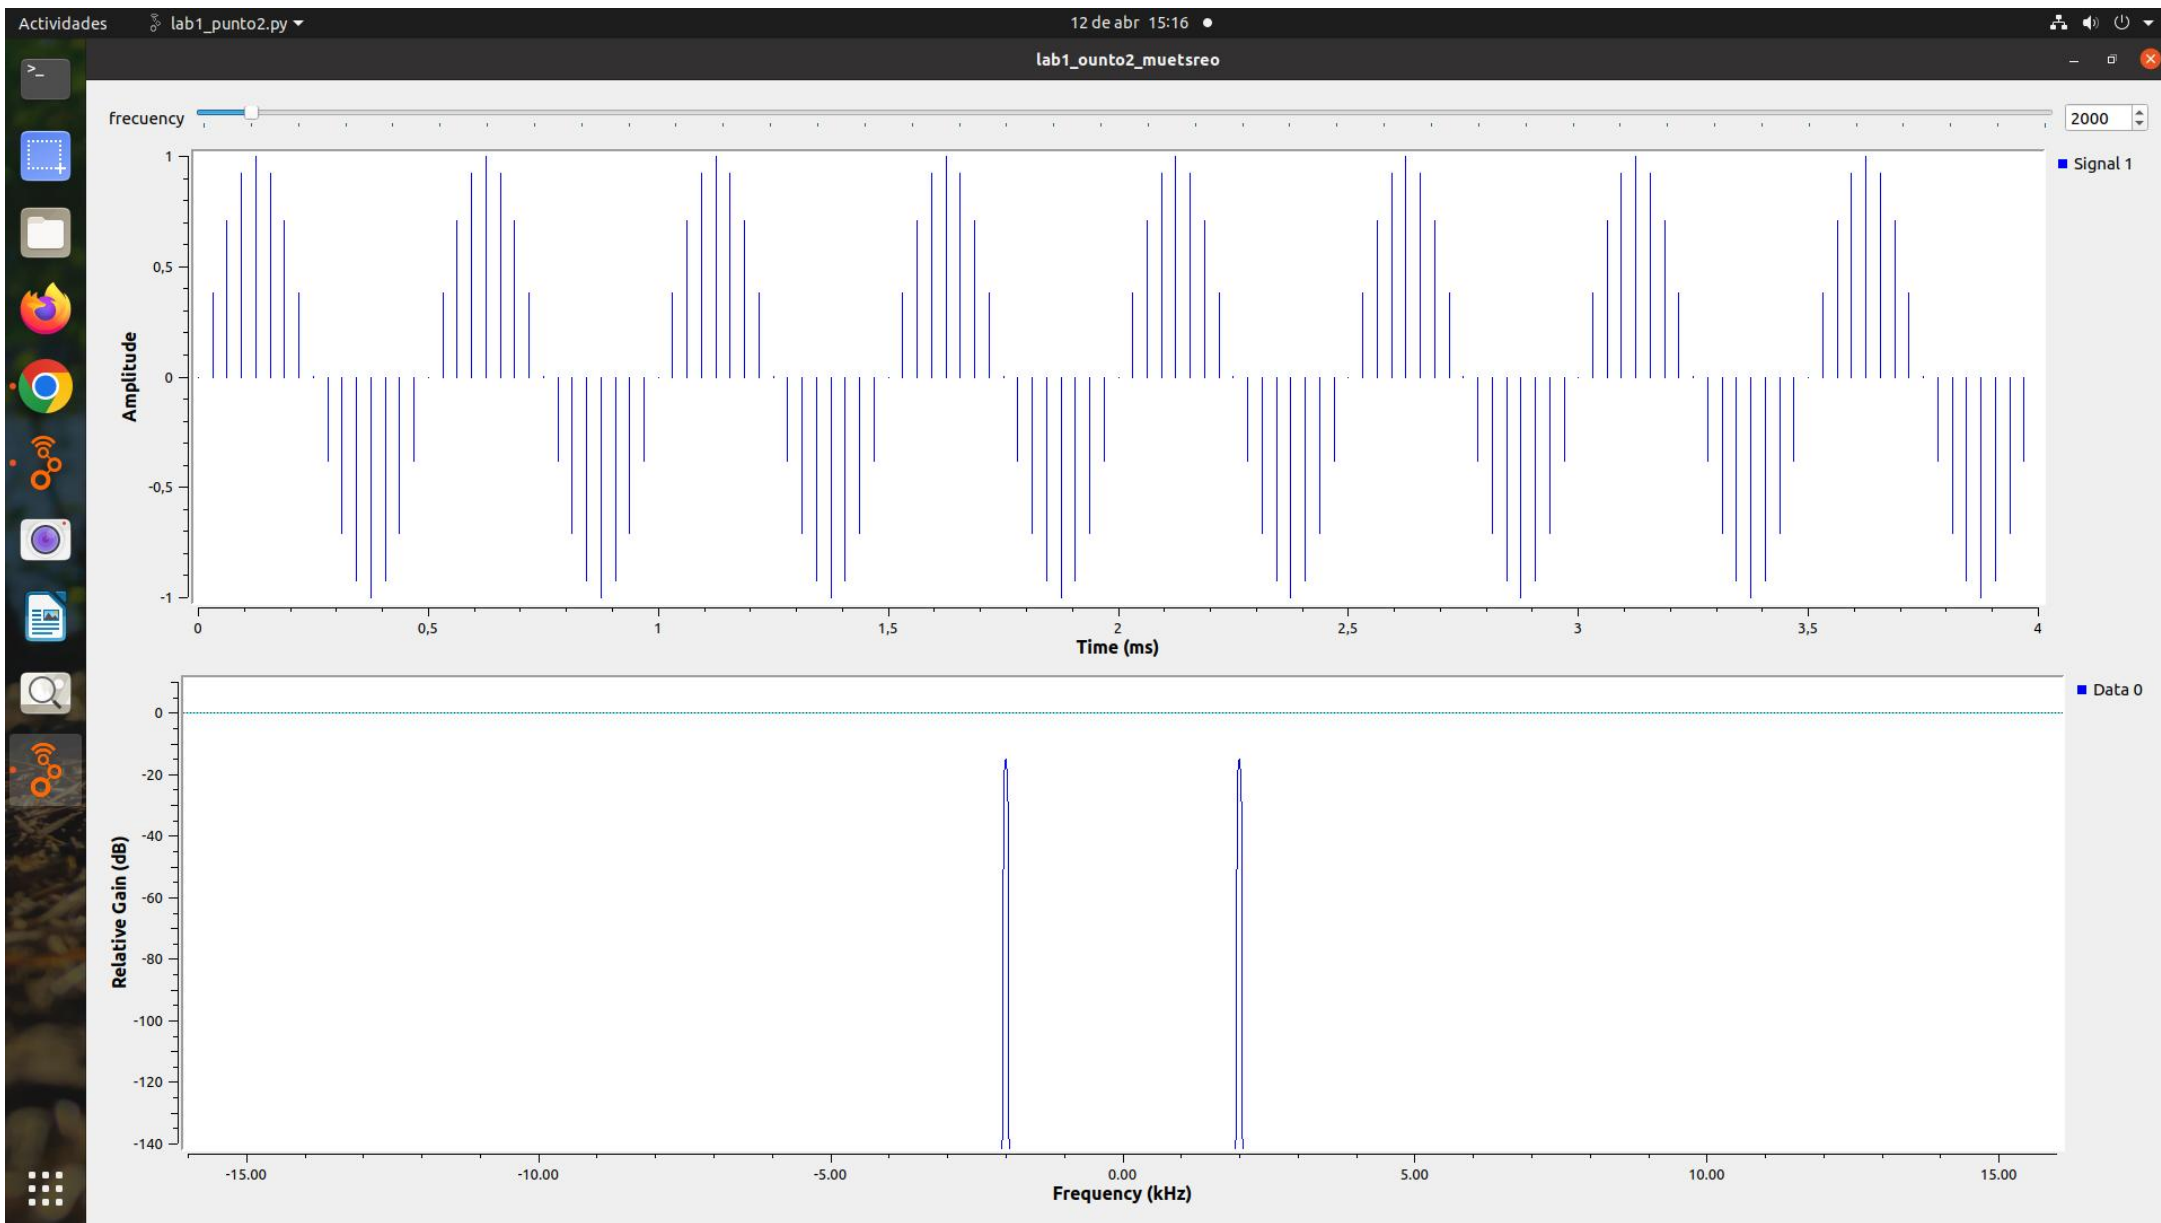 Actividades lab1_punto2.py 12 de abr 15:16
lab1_ounto2_muetsreo
frecuency 2000
Signal 1
1
0,5
0
-0,5
-1
Amplitude
0 0,5 1 1,5 2 2,5 3 3,5 4
Time (ms)
Data 0
0
-20
-40
-60
-80
-100
-120
-140
Relative Gain (dB)
-15.00 -10.00 -5.00 0.00 5.00 10.00 15.00
Frequency (kHz)